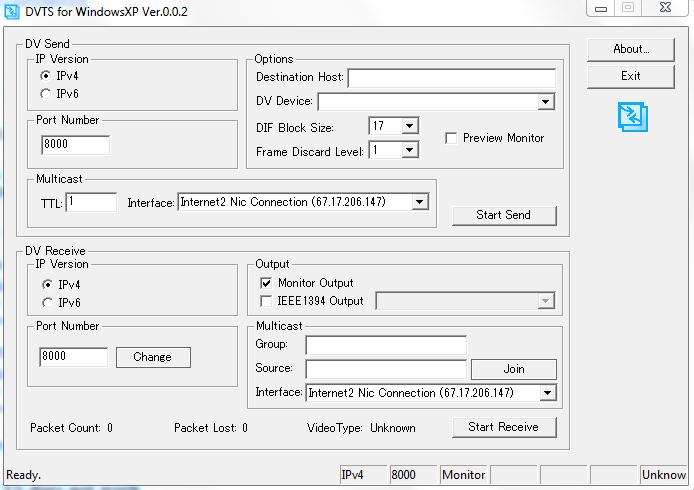 DVTS for WindowsXP Ver.0.0.2
DV Send
IP Version
IPv4
IPv6
Port Number
8000
Options
Destination Host:
DV Device:
DIF Block Size: 17
Frame Discard Level: 1
Preview Monitor
Multicast
TTL: 1 Interface: Internet2 Nic Connection (67.17.206.147)
Start Send
About...
Exit
DV Receive
IP Version
IPv4
IPv6
Port Number
8000 Change
Output
Monitor Output
IEEE1394 Output
Multicast
Group:
Source: Join
Interface: Internet2 Nic Connection (67.17.206.147)
Packet Count: 0 Packet Lost: 0 VideoType: Unknown Start Receive
Ready. IPv4 8000 Monitor Unknow